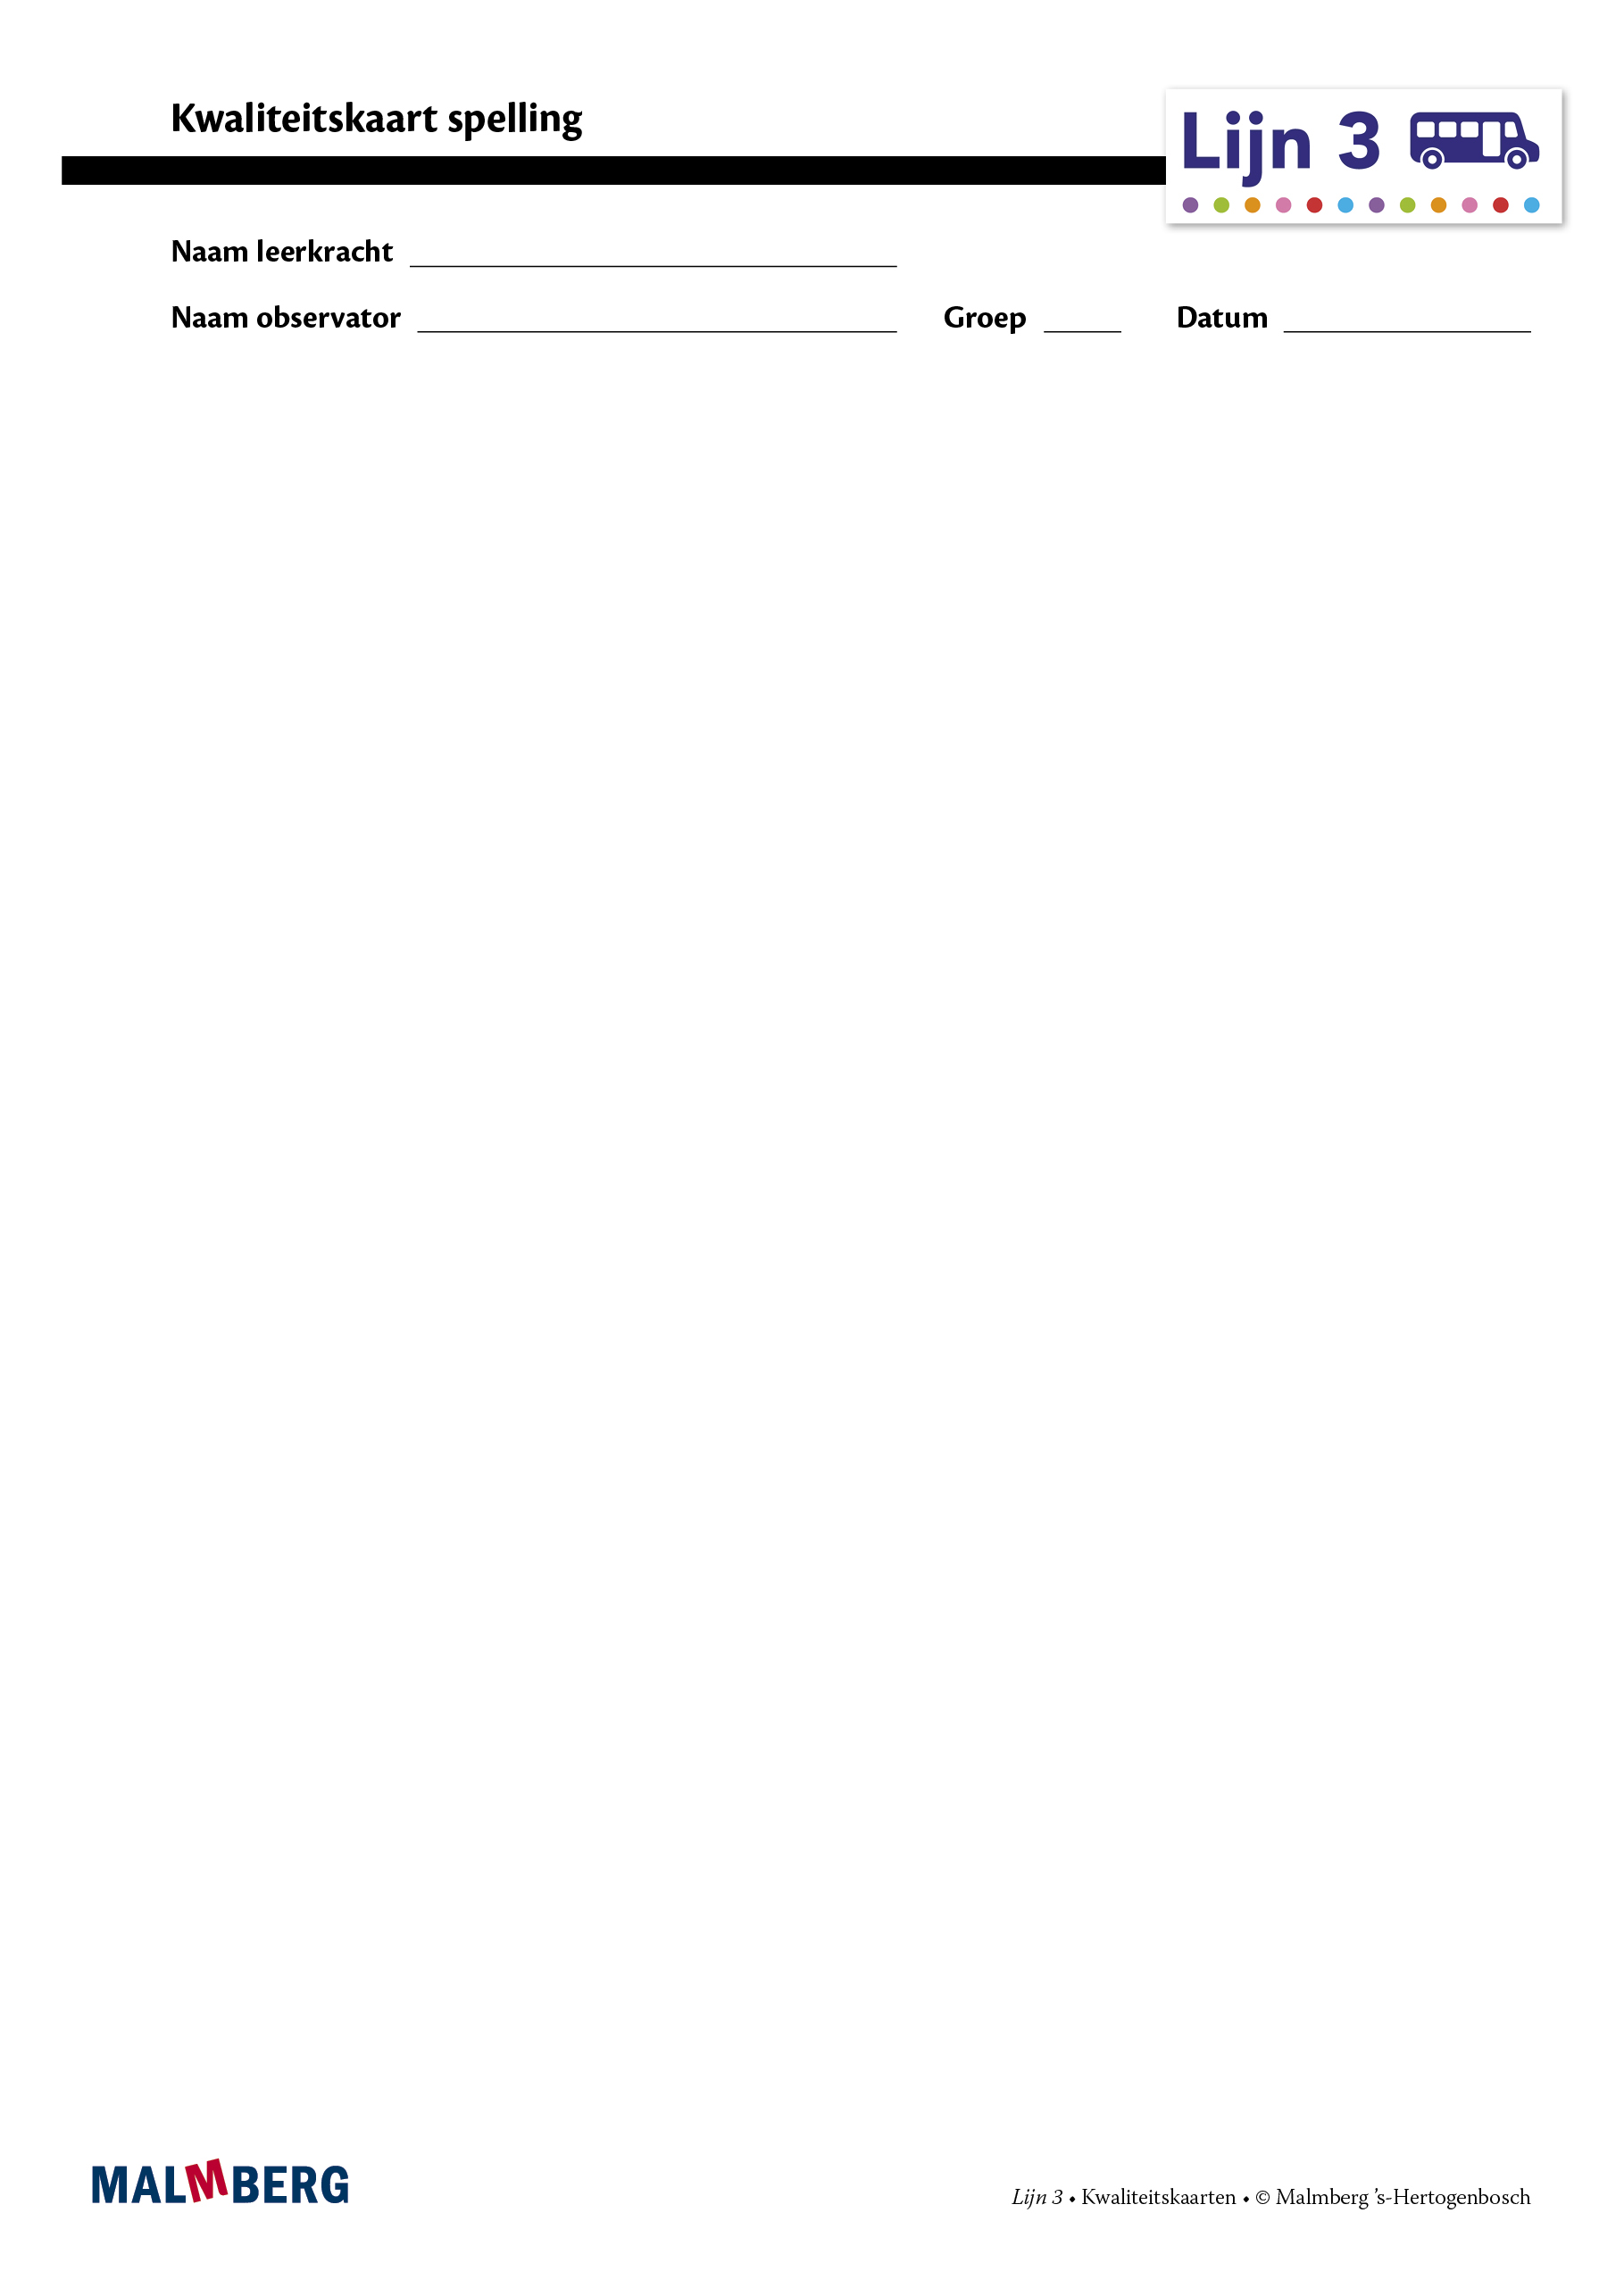 Kwaliteitskaart spelling
Lijn 3
Naam leerkracht
Naam observator Groep Datum
MALMBERG
Lijn 3 • Kwaliteitskaarten • © Malmberg ’s-Hertogenbosch